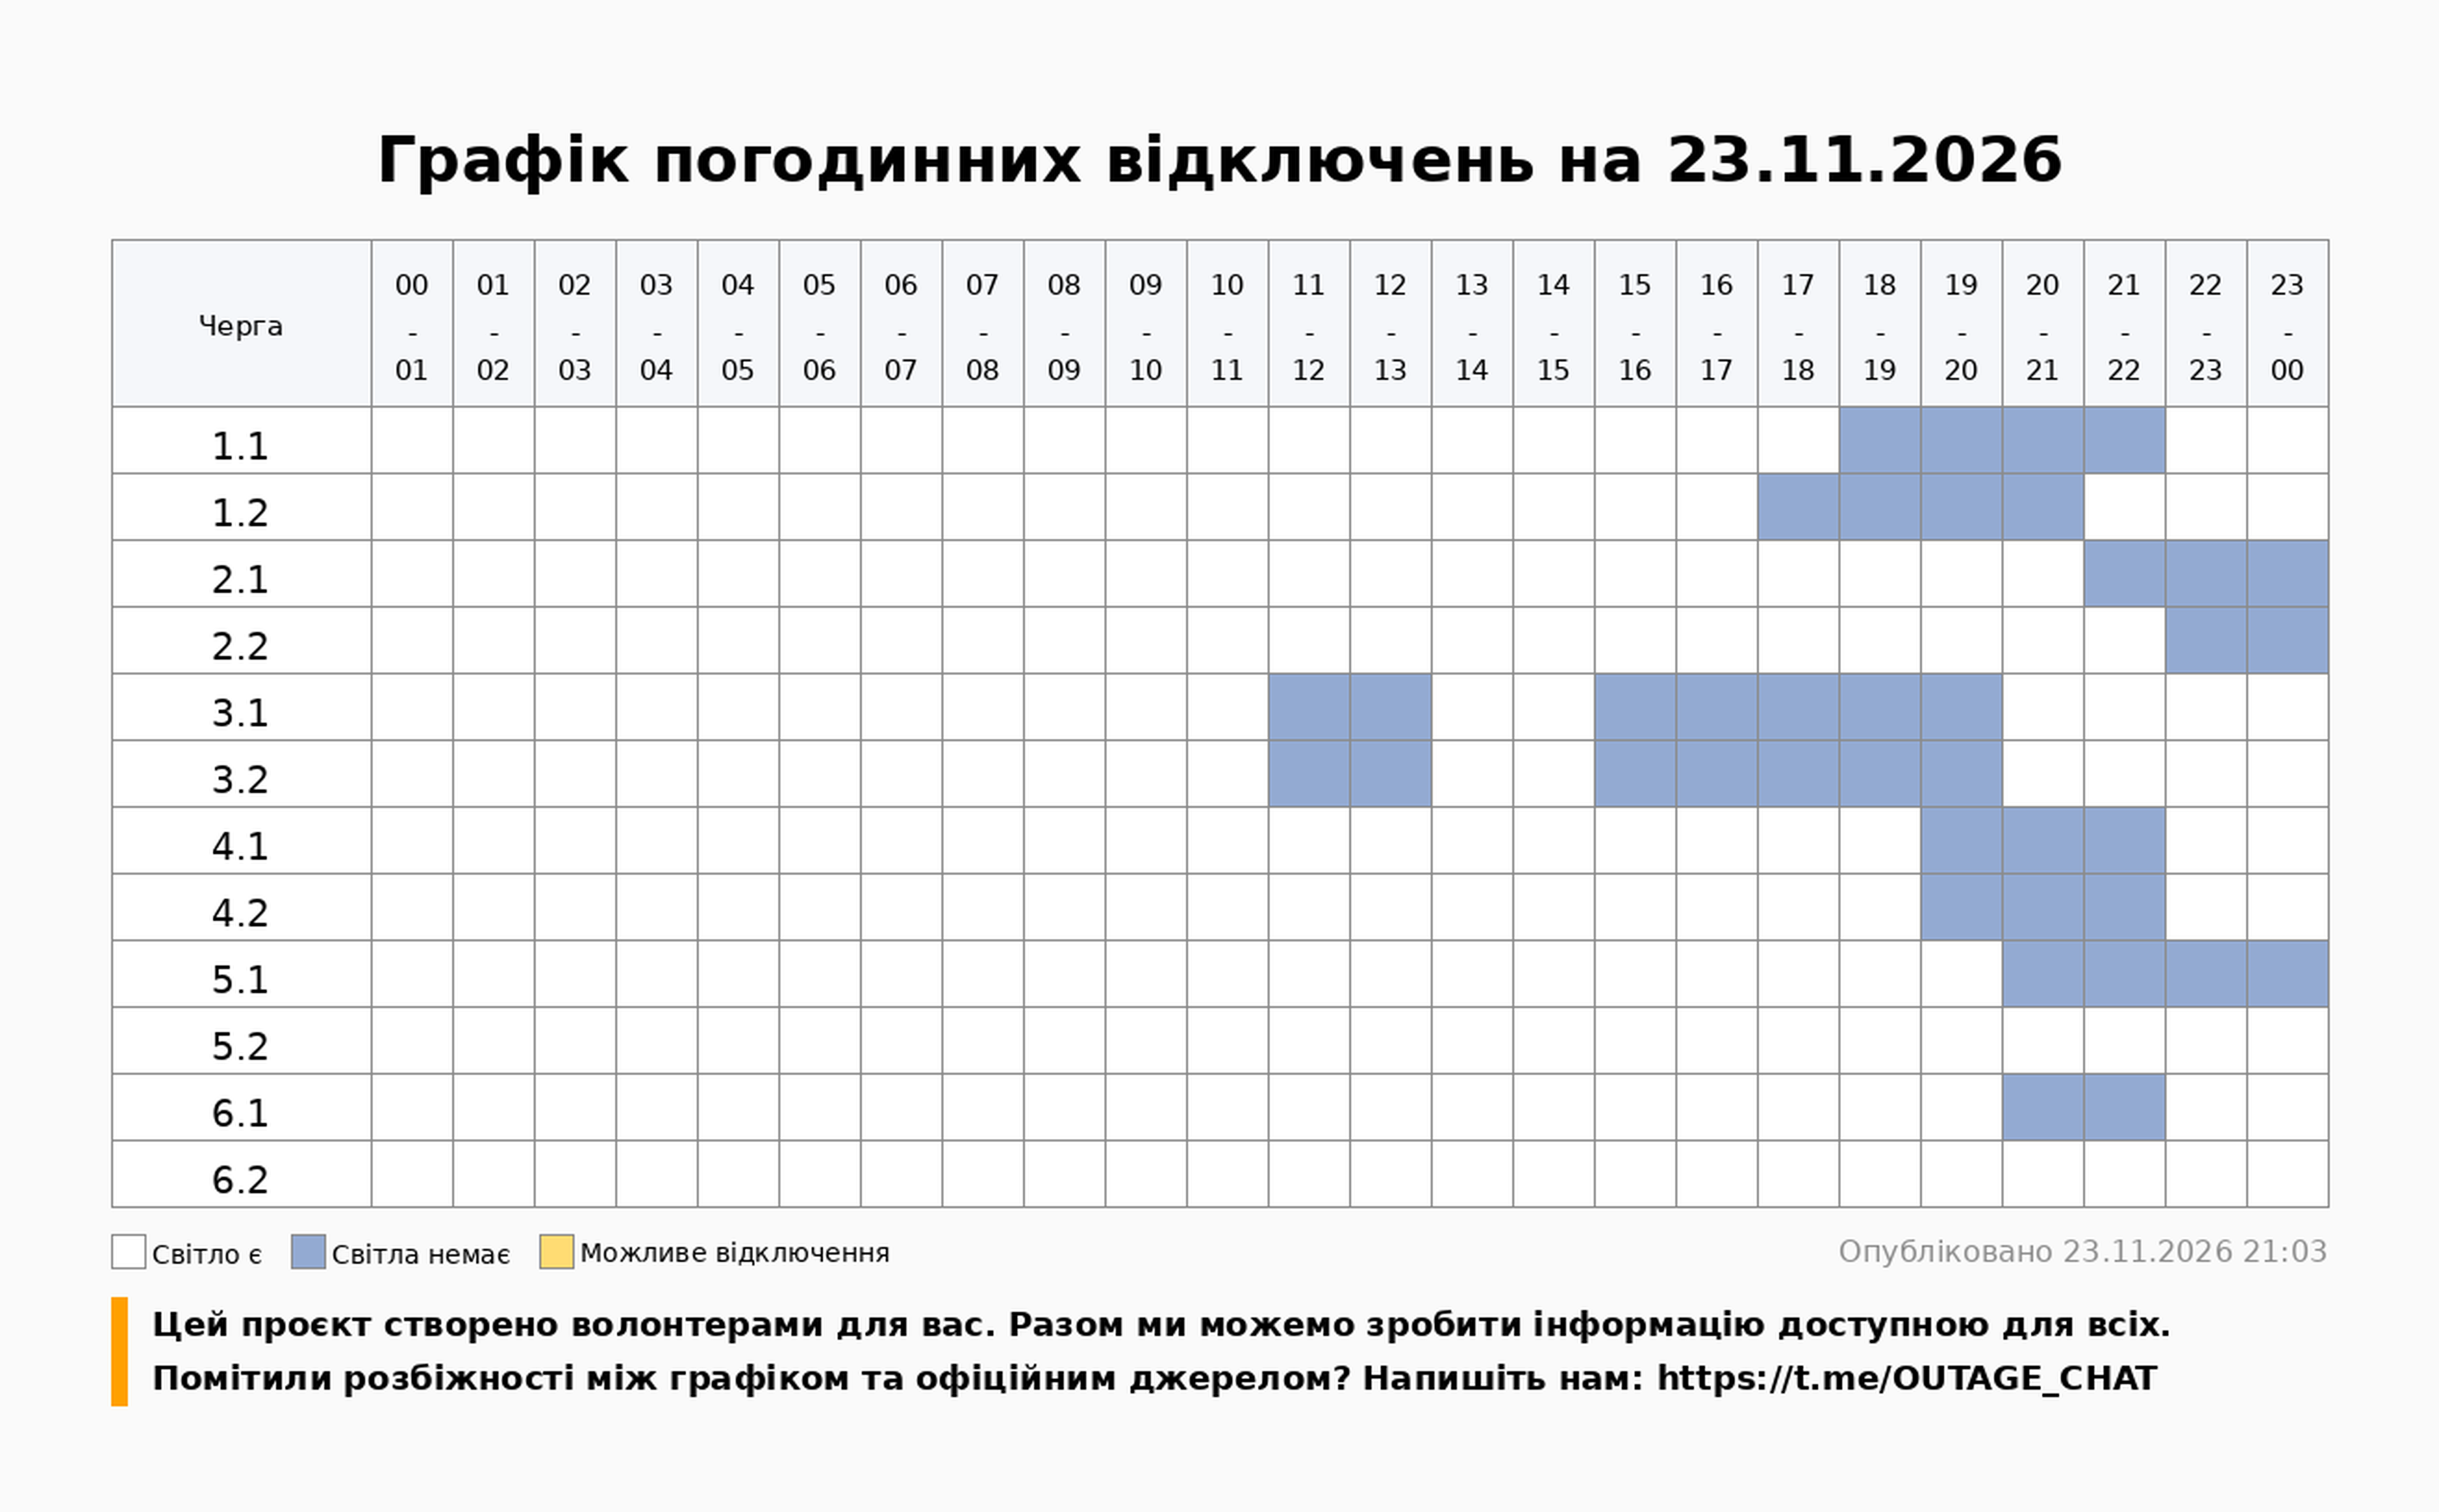 Графік погодинних відключень на 23.11.2026
Черга 00 - 01 01 - 02 02 - 03 03 - 04 04 - 05 05 - 06 06 - 07 07 - 08 08 - 09 09 - 10 10 - 11 11 - 12 12 - 13 13 - 14 14 - 15 15 - 16 16 - 17 17 - 18 18 - 19 19 - 20 20 - 21 21 - 22 22 - 23 23 - 00
1.1
1.2
2.1
2.2
3.1
3.2
4.1
4.2
5.1
5.2
6.1
6.2
Світло є Світла немає Можливе відключення Опубліковано 23.11.2026 21:03
Цей проєкт створено волонтерами для вас. Разом ми можемо зробити інформацію доступною для всіх.
Помітили розбіжності між графіком та офіційним джерелом? Напишіть нам: https://t.me/OUTAGE_CHAT